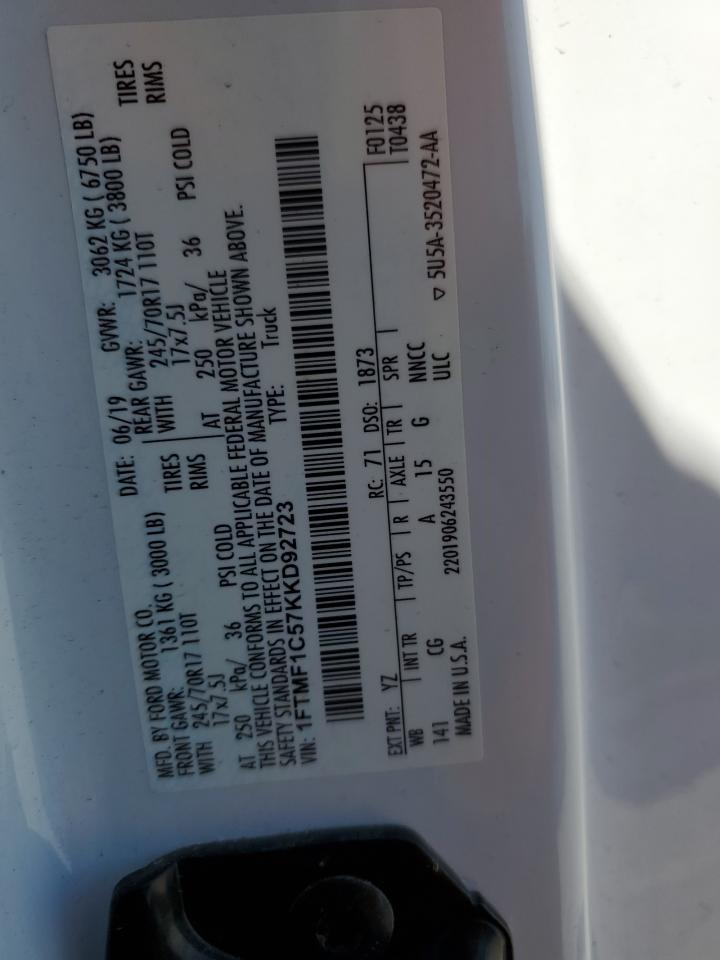 MFD. BY FORD MOTOR CO.
DATE: 06/19 GVWR: 3062 KG ( 6750 LB)
FRONT GAWR: 1361 KG ( 3000 LB) REAR GAWR: 1724 KG ( 3800 LB)
WITH 245/70R17 110T TIRES WITH 245/70R17 110T TIRES
17x7.5J RIMS 17x7.5J RIMS
AT 250 kPa/ 36 PSI COLD AT 250 kPa/ 36 PSI COLD
THIS VEHICLE CONFORMS TO ALL APPLICABLE FEDERAL MOTOR VEHICLE
SAFETY STANDARDS IN EFFECT ON THE DATE OF MANUFACTURE SHOWN ABOVE.
VIN: 1FTMF1C57KKD92723 TYPE: Truck
F0125
EXT PNT: YZ RC: 71 DSO: 1873 T0438
WB INT TR TP/PS R AXLE TR SPR
141 CG A 15 G NNCC
MADE IN U.S.A. 2201906243550 ULC
▽ 5U5A-3520472-AA